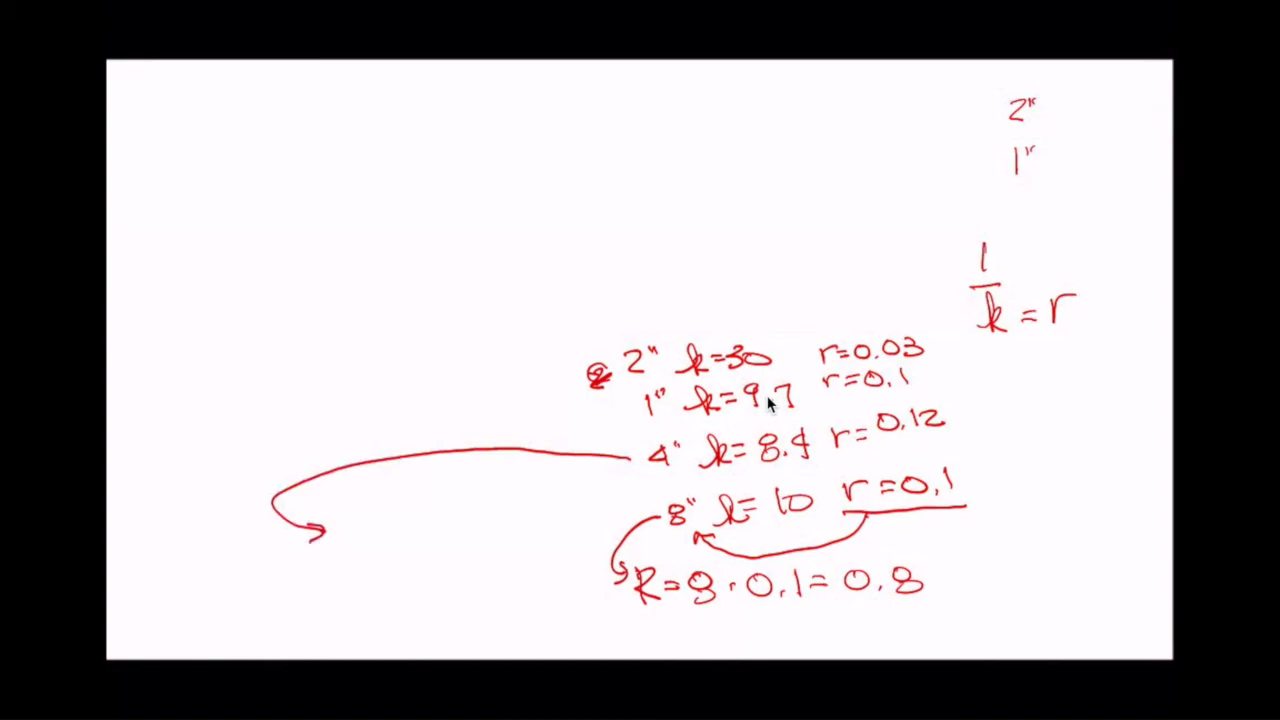 2"
1"
1
k = r
2" k=30 r=0.03
1" k=9.7 r=0.1
4" k=8.4 r=0.12
8" k=10 r=0.1
R=8·0.1=0.8